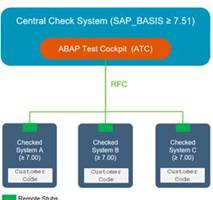 Central Check System (SAP_BASIS ≥ 7.51)
ABAP Test Cockpit (ATC)
RFC
Checked
System A
(≥ 7.00)
Customer
Code
Checked
System B
(≥ 7.00)
Customer
Code
Checked
System C
(≥ 7.00)
Customer
Code
Remote Stubs